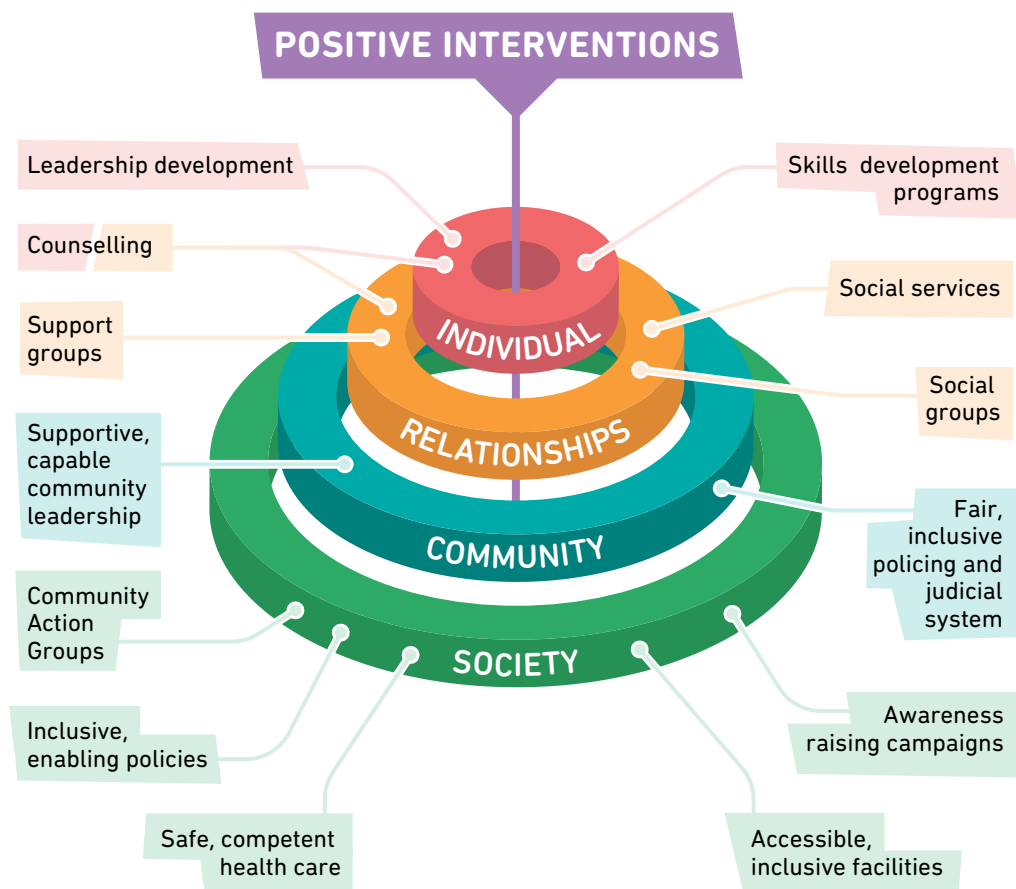 POSITIVE INTERVENTIONS
Leadership development
Skills development
programs
Counselling
Social services
Support
groups
INDIVIDUAL
Social
groups
RELATIONSHIPS
Supportive,
capable
community
leadership
COMMUNITY
Fair,
inclusive
policing and
judicial
system
Community
Action
Groups
SOCIETY
Inclusive,
enabling policies
Awareness
raising campaigns
Safe, competent
health care
Accessible,
inclusive facilities